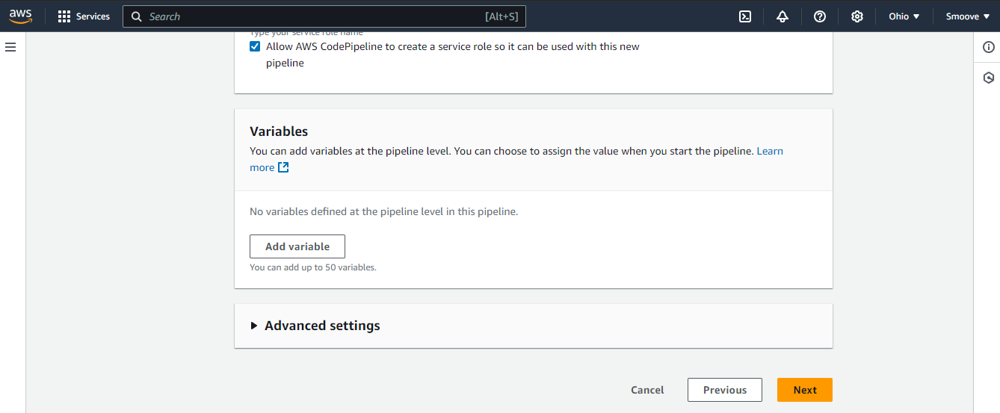 aws
Services
Search
[Alt+S]
Ohio
Smoove
Type your service role name
Allow AWS CodePipeline to create a service role so it can be used with this new
pipeline
Variables
You can add variables at the pipeline level. You can choose to assign the value when you start the pipeline. Learn
more
No variables defined at the pipeline level in this pipeline.
Add variable
You can add up to 50 variables.
Advanced settings
Cancel
Previous
Next